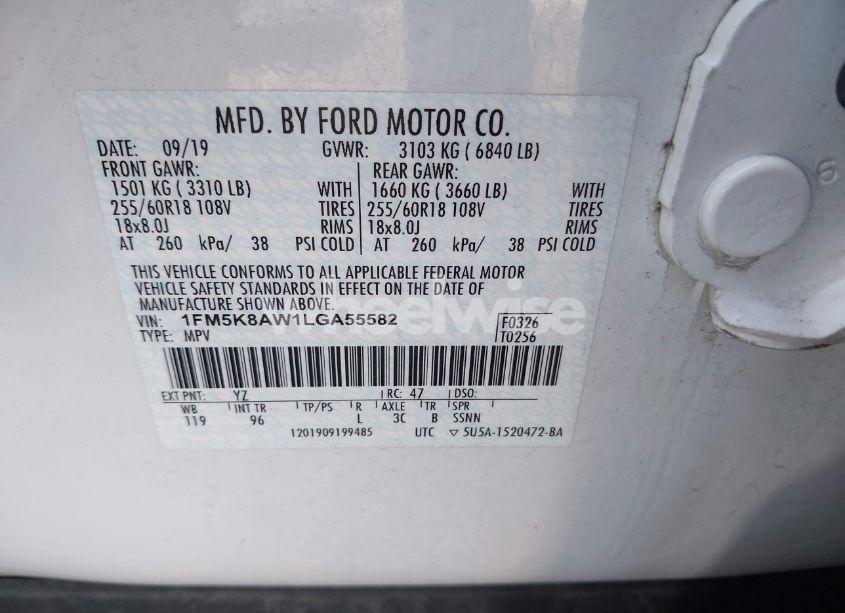 MFD. BY FORD MOTOR CO.
DATE: 09/19 GVWR: 3103 KG ( 6840 LB)
FRONT GAWR: REAR GAWR:
1501 KG ( 3310 LB) WITH 1660 KG ( 3660 LB) WITH
255/60R18 108V TIRES 255/60R18 108V TIRES
18x8.0J RIMS 18x8.0J RIMS
AT 260 kPa/ 38 PSI COLD AT 260 kPa/ 38 PSI COLD
THIS VEHICLE CONFORMS TO ALL APPLICABLE FEDERAL MOTOR
VEHICLE SAFETY STANDARDS IN EFFECT ON THE DATE OF
MANUFACTURE SHOWN ABOVE.
VIN: 1FM5K8AW1LGA55582 F0326
TYPE: MPV T0256
EXT PNT: YZ RC: 47 DSO:
WB INT TR TP/PS R AXLE TR SPR
119 96 L 3C B SSNN
1201909199485 UTC ▽ 5U5A-1520472-BA
6